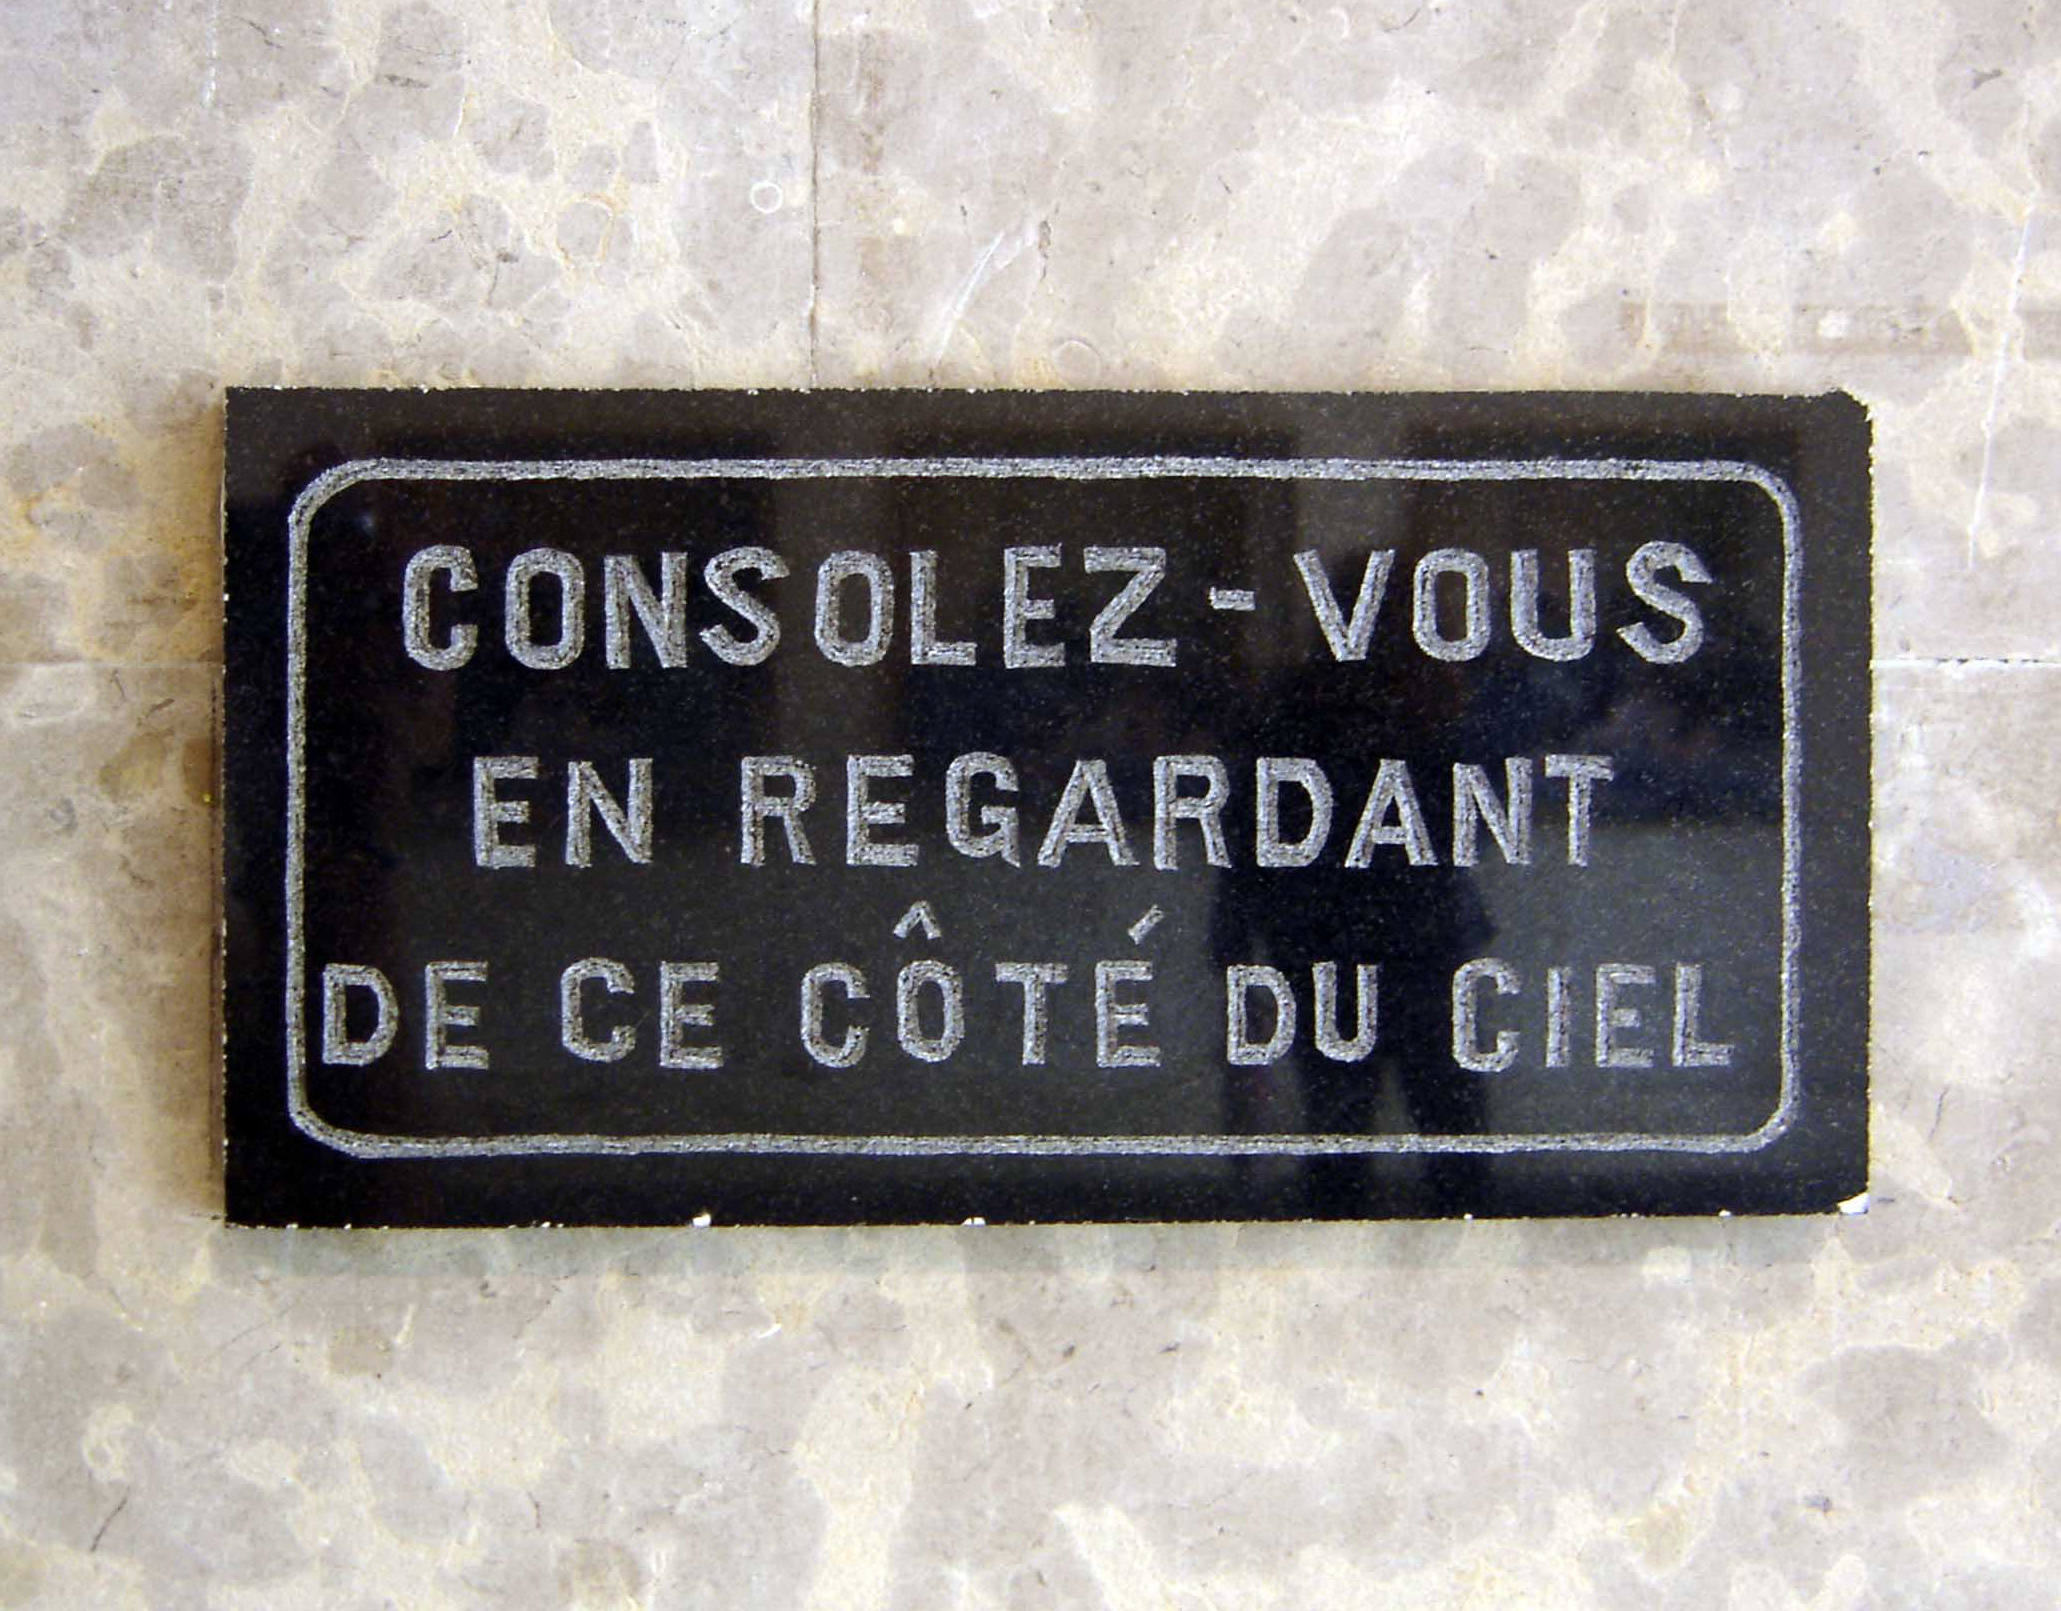 CONSOLEZ-VOUS
EN REGARDANT
DE CE CÔTÉ DU CIEL